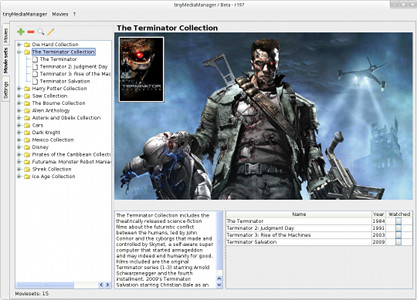 tinyMediaManager / Beta - r197
tinyMediaManager Movies ?
Movies
Movie sets
Settings
Die Hard Collection
The Terminator Collection
The Terminator
Terminator 2: Judgment Day
Terminator 3: Rise of the Mac
Terminator Salvation
Harry Potter Collection
Saw Collection
The Bourne Collection
Alien Anthology
Asterix and Obelix Collection
Cars
Dark Knight
Mexico Collection
Disney
Pirates of the Caribbean Collecti
Futurama: Movie Robot Manas
Shrek Collection
Ice Age Collection
Moviesets: 15
The Terminator Collection
TERMINATOR
The Terminator Collection includes the
theatrically released science-fiction
films about the futuristic conflict
between the humans, led by John
Connor and the cyborgs that made and
controlled by Skynet, a self-aware super
computer that started armageddon
and may indeed end humanity for good.
Films included are the original
Terminator series (1-3) starring Arnold
Schwarzenegger and the fourth
installment, 2009's Terminator
Salvation starring Christian Bale as an
Name Year Watched
The Terminator 1984
Terminator 2: Judgment Day 1991
Terminator 3: Rise of the Machines 2003
Terminator Salvation 2009